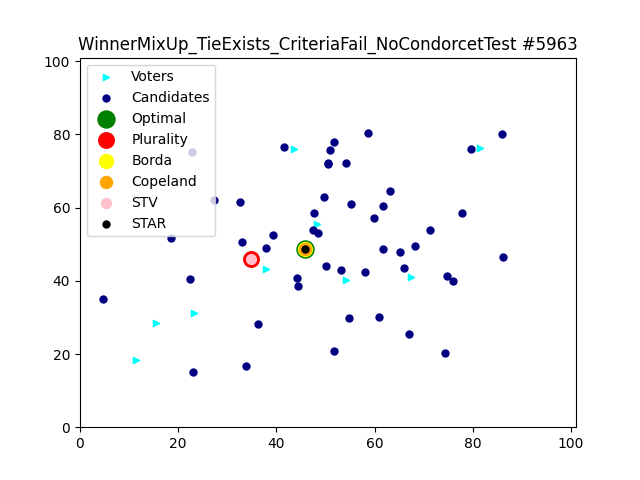 WinnerMixUp_TieExists_CriteriaFail_NoCondorcetTest #5963
100
80
60
40
20
0
Voters
Candidates
Optimal
Plurality
Borda
Copeland
STV
STAR
0 20 40 60 80 100